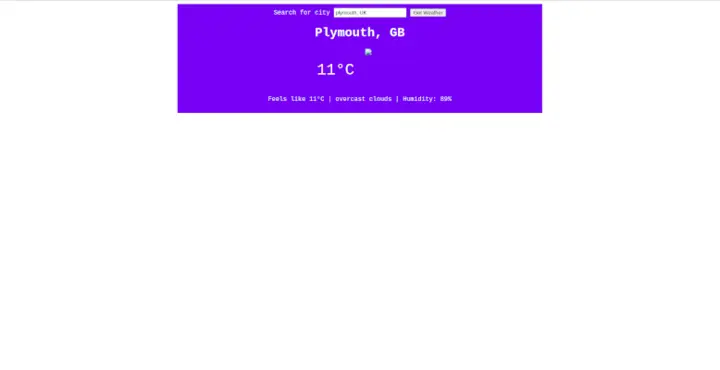 Search for city plymouth, UK Get Weather
Plymouth, GB
11°C
Feels like 11°C | overcast clouds | Humidity: 89%